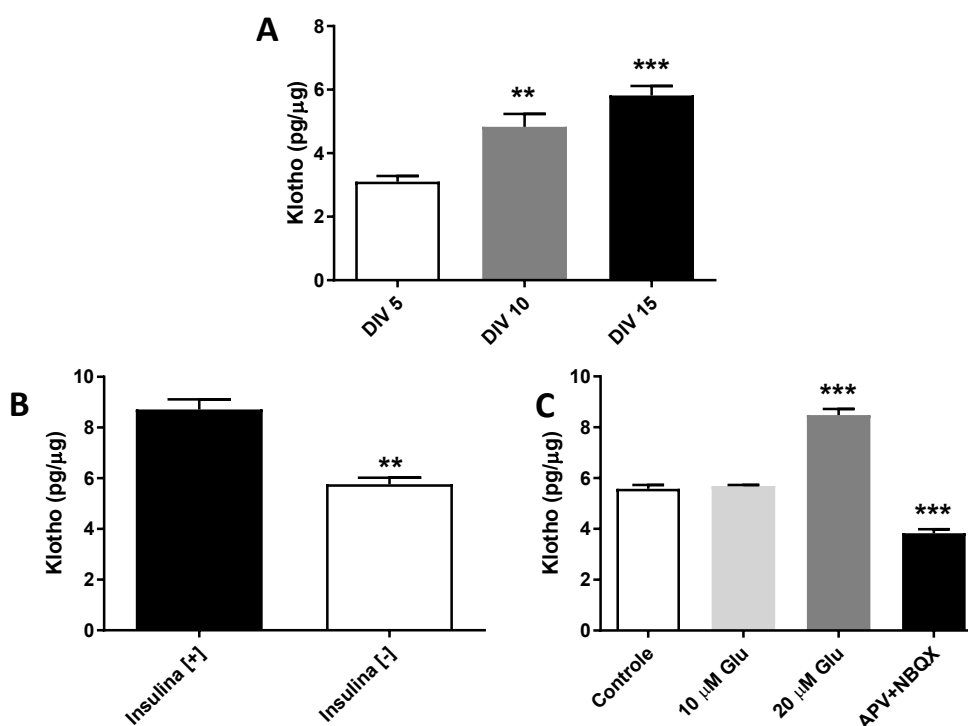 A
Klotho (pg/µg)
8
6
4
2
0
**
***
DIV 5
DIV 10
DIV 15
B
Klotho (pg/µg)
10
8
6
4
2
0
**
Insulina [+]
Insulina [-]
C
Klotho (pg/µg)
10
8
6
4
2
0
***
***
Controle
10 µM Glu
20 µM Glu
APV+NBQX